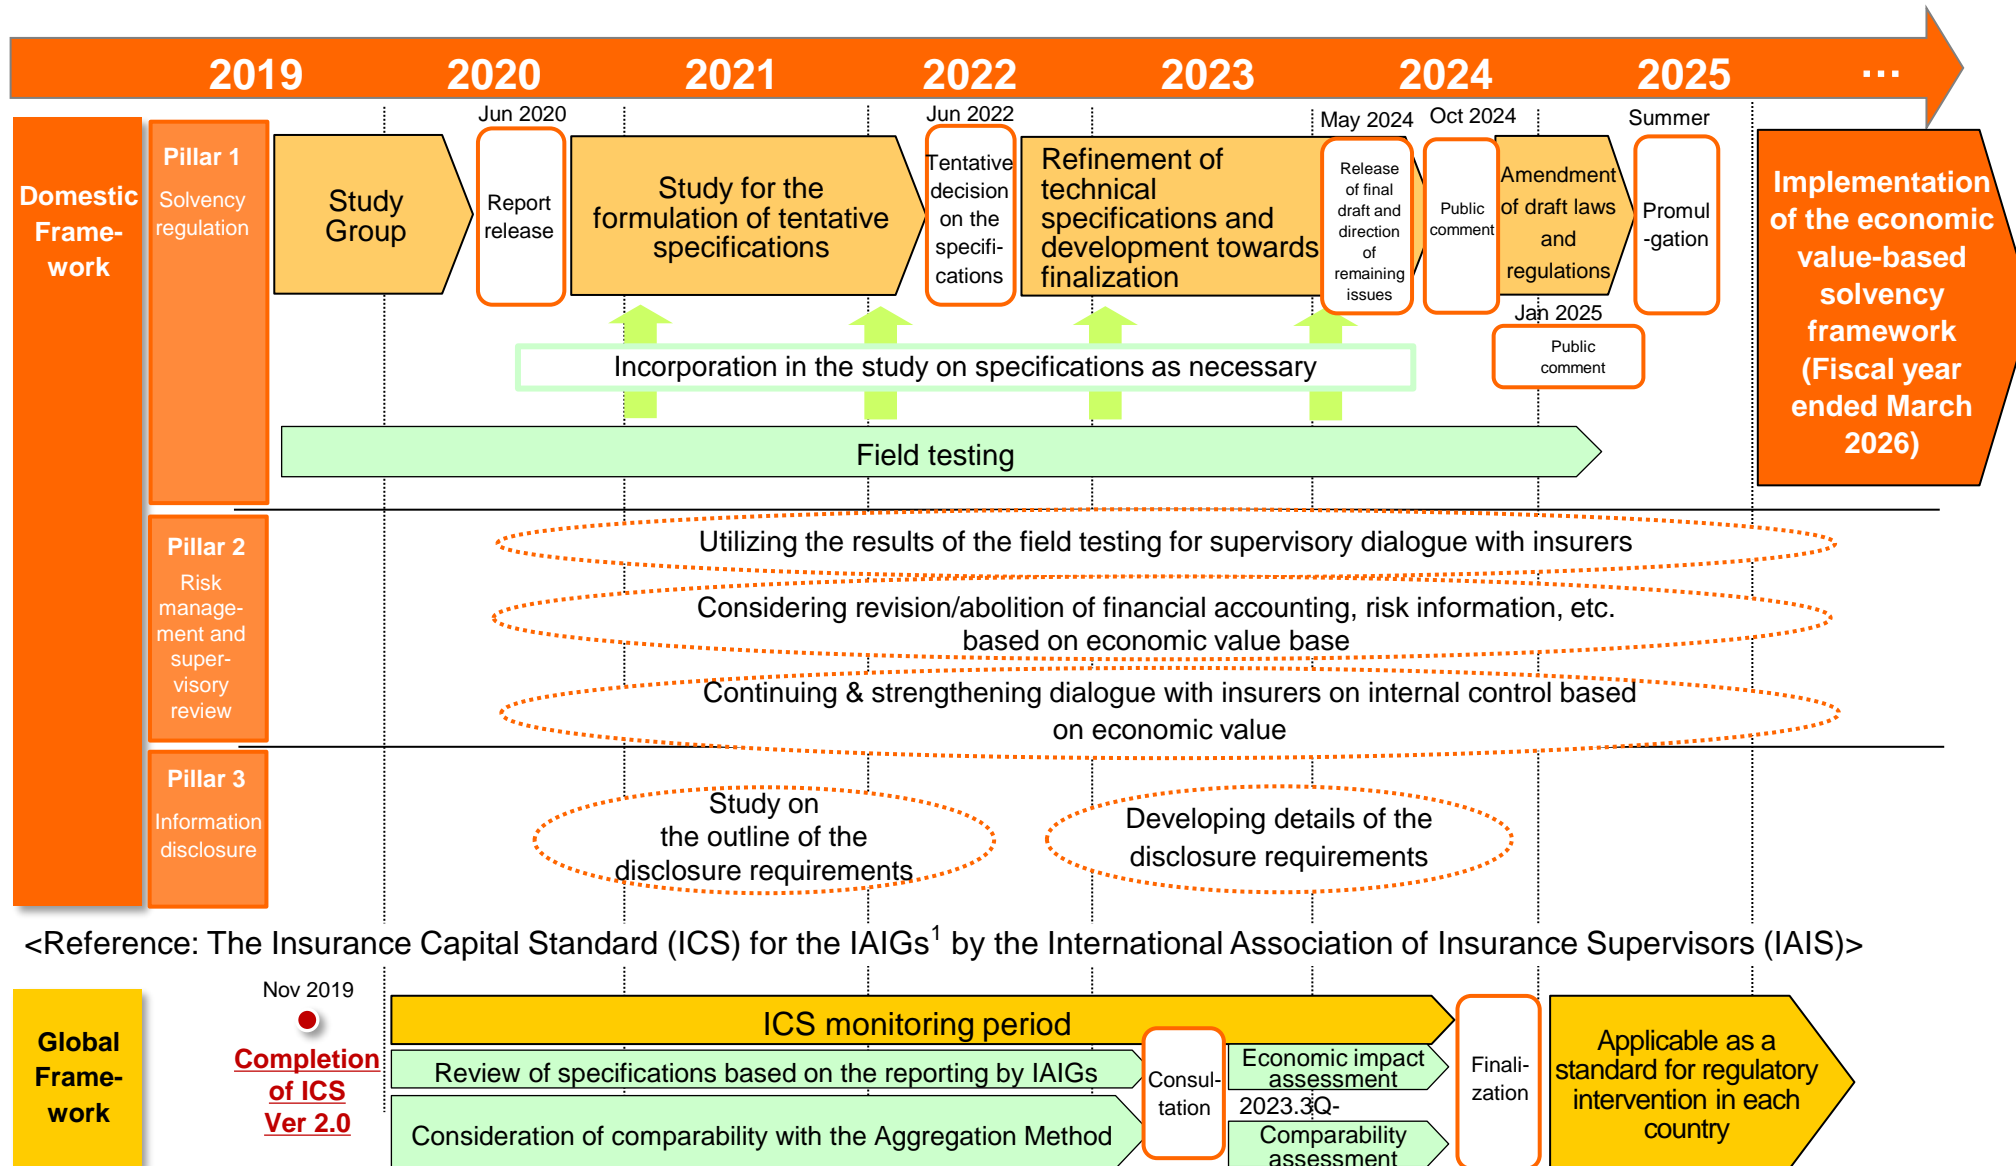 2019
2020
2021
2022
2023
2024
2025
…
Domestic
Frame-
work
Pillar 1
Solvency
regulation
Study
Group
Jun 2020
Report
release
Study for the
formulation of tentative
specifications
Jun 2022
Tentative
decision
on the
specifi-
cations
Refinement of
technical
specifications and
development towards
finalization
May 2024
Release
of final
draft and
direction
of
remaining
issues
Oct 2024
Public
comment
Amendment
of draft laws
and
regulations
Jan 2025
Public
comment
Summer
Promul
-gation
Implementation
of the economic
value-based
solvency
framework
(Fiscal year
ended March
2026)
Incorporation in the study on specifications as necessary
Field testing
Pillar 2
Risk
manage-
ment and
super-
visory
review
Utilizing the results of the field testing for supervisory dialogue with insurers
Considering revision/abolition of financial accounting, risk information, etc.
based on economic value base
Continuing & strengthening dialogue with insurers on internal control based
on economic value
Pillar 3
Information
disclosure
Study on
the outline of the
disclosure requirements
Developing details of the
disclosure requirements
<Reference: The Insurance Capital Standard (ICS) for the IAIGs1 by the International Association of Insurance Supervisors (IAIS)>
Global
Frame-
work
Nov 2019
Completion
of ICS
Ver 2.0
ICS monitoring period
Review of specifications based on the reporting by IAIGs
Consideration of comparability with the Aggregation Method
Consul-
tation
Economic impact
assessment
2023.3Q-
Comparability
assessment
Finali-
zation
Applicable as a
standard for regulatory
intervention in each
country